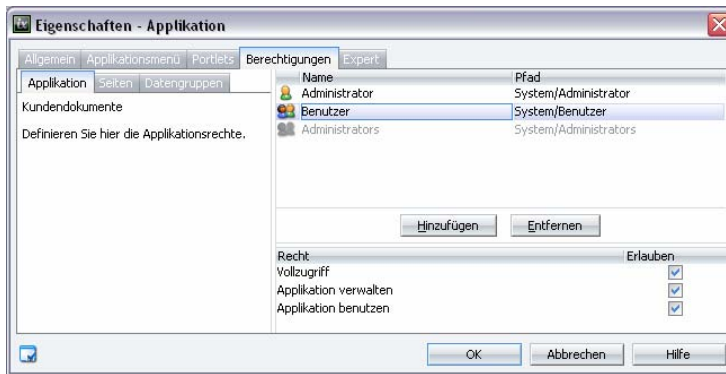 Eigenschaften - Applikation
Allgemein Applikationsmenü Portlets Berechtigungen Expert
Applikation Seiten Datengruppen
Kundendokumente
Definieren Sie hier die Applikationsrechte.
Name Pfad
Administrator System/Administrator
Benutzer System/Benutzer
Administrators System/Administrators
Hinzufügen Entfernen
Recht Erlauben
Vollzugriff
Applikation verwalten
Applikation benutzen
OK Abbrechen Hilfe